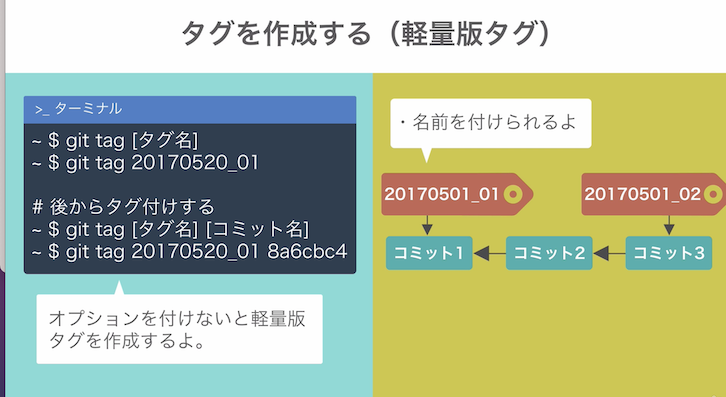 タグを作成する（軽量版タグ）
>_ ターミナル
~ $ git tag [タグ名]
~ $ git tag 20170520_01
# 後からタグ付けする
~ $ git tag [タグ名] [コミット名]
~ $ git tag 20170520_01 8a6cbc4
オプションを付けないと軽量版
タグを作成するよ。
・名前を付けられるよ
20170501_01
20170501_02
コミット1
コミット2
コミット3